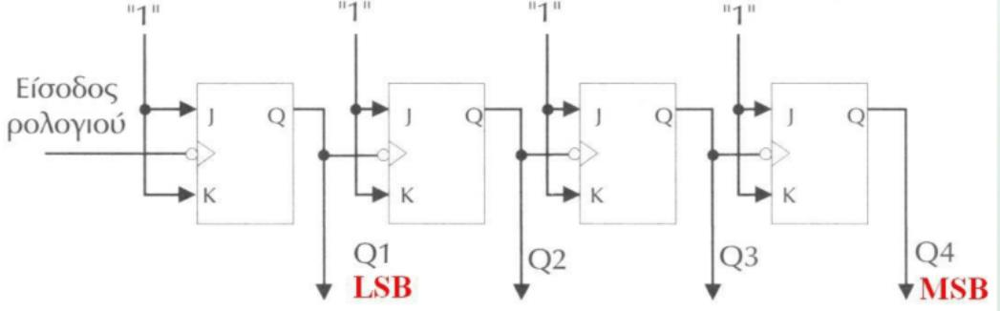 "1" "1" "1" "1"
Είσοδος
ρολογιού
J Q J Q J Q J Q
K K K K
Q1 Q2 Q3 Q4
LSB MSB